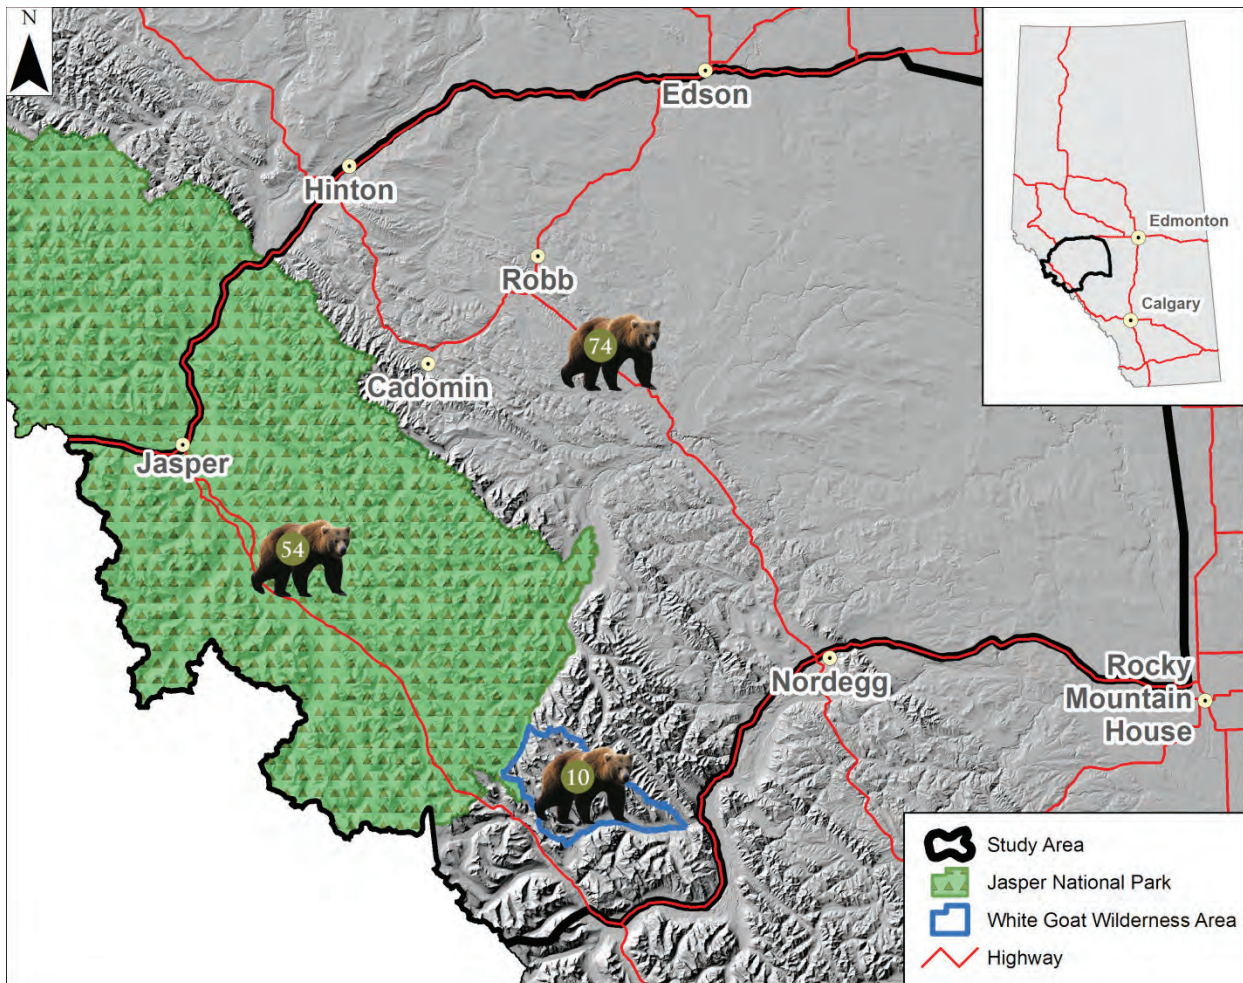 N
Edson
Hinton
Edmonton
Robb
Calgary
74
Cadomin
Jasper
54
Nordegg
Rocky
Mountain
House
10
Study Area
Jasper National Park
White Goat Wilderness Area
Highway